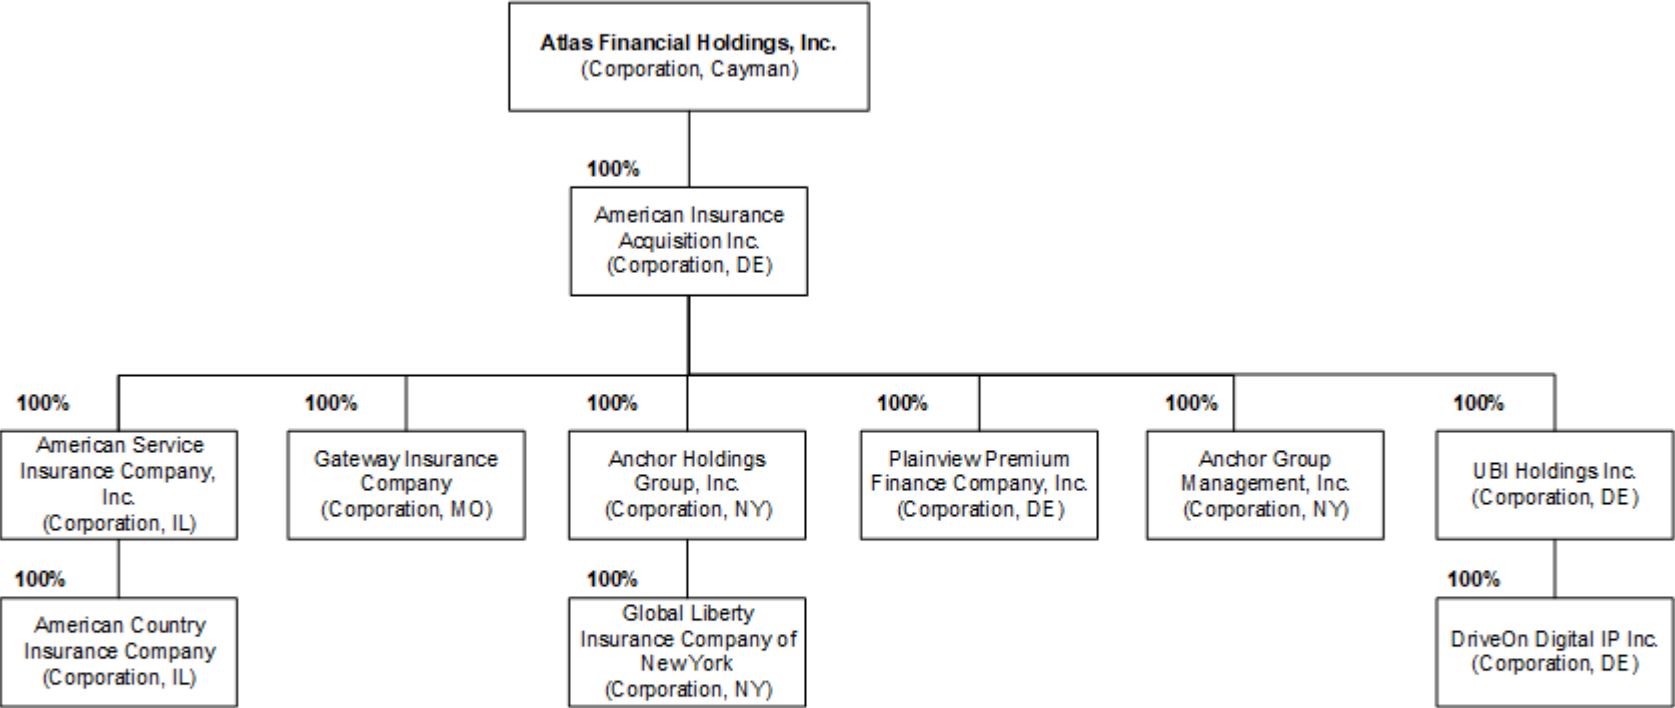 Atlas Financial Holdings, Inc.
(Corporation, Cayman)
100%
American Insurance
Acquisition Inc.
(Corporation, DE)
100%
American Service
Insurance Company,
Inc.
(Corporation, IL)
100%
Gateway Insurance
Company
(Corporation, MO)
100%
Anchor Holdings
Group, Inc.
(Corporation, NY)
100%
Plainview Premium
Finance Company, Inc.
(Corporation, DE)
100%
Anchor Group
Management, Inc.
(Corporation, NY)
100%
UBI Holdings Inc.
(Corporation, DE)
100%
American Country
Insurance Company
(Corporation, IL)
100%
Global Liberty
Insurance Company of
New York
(Corporation, NY)
100%
DriveOn Digital IP Inc.
(Corporation, DE)